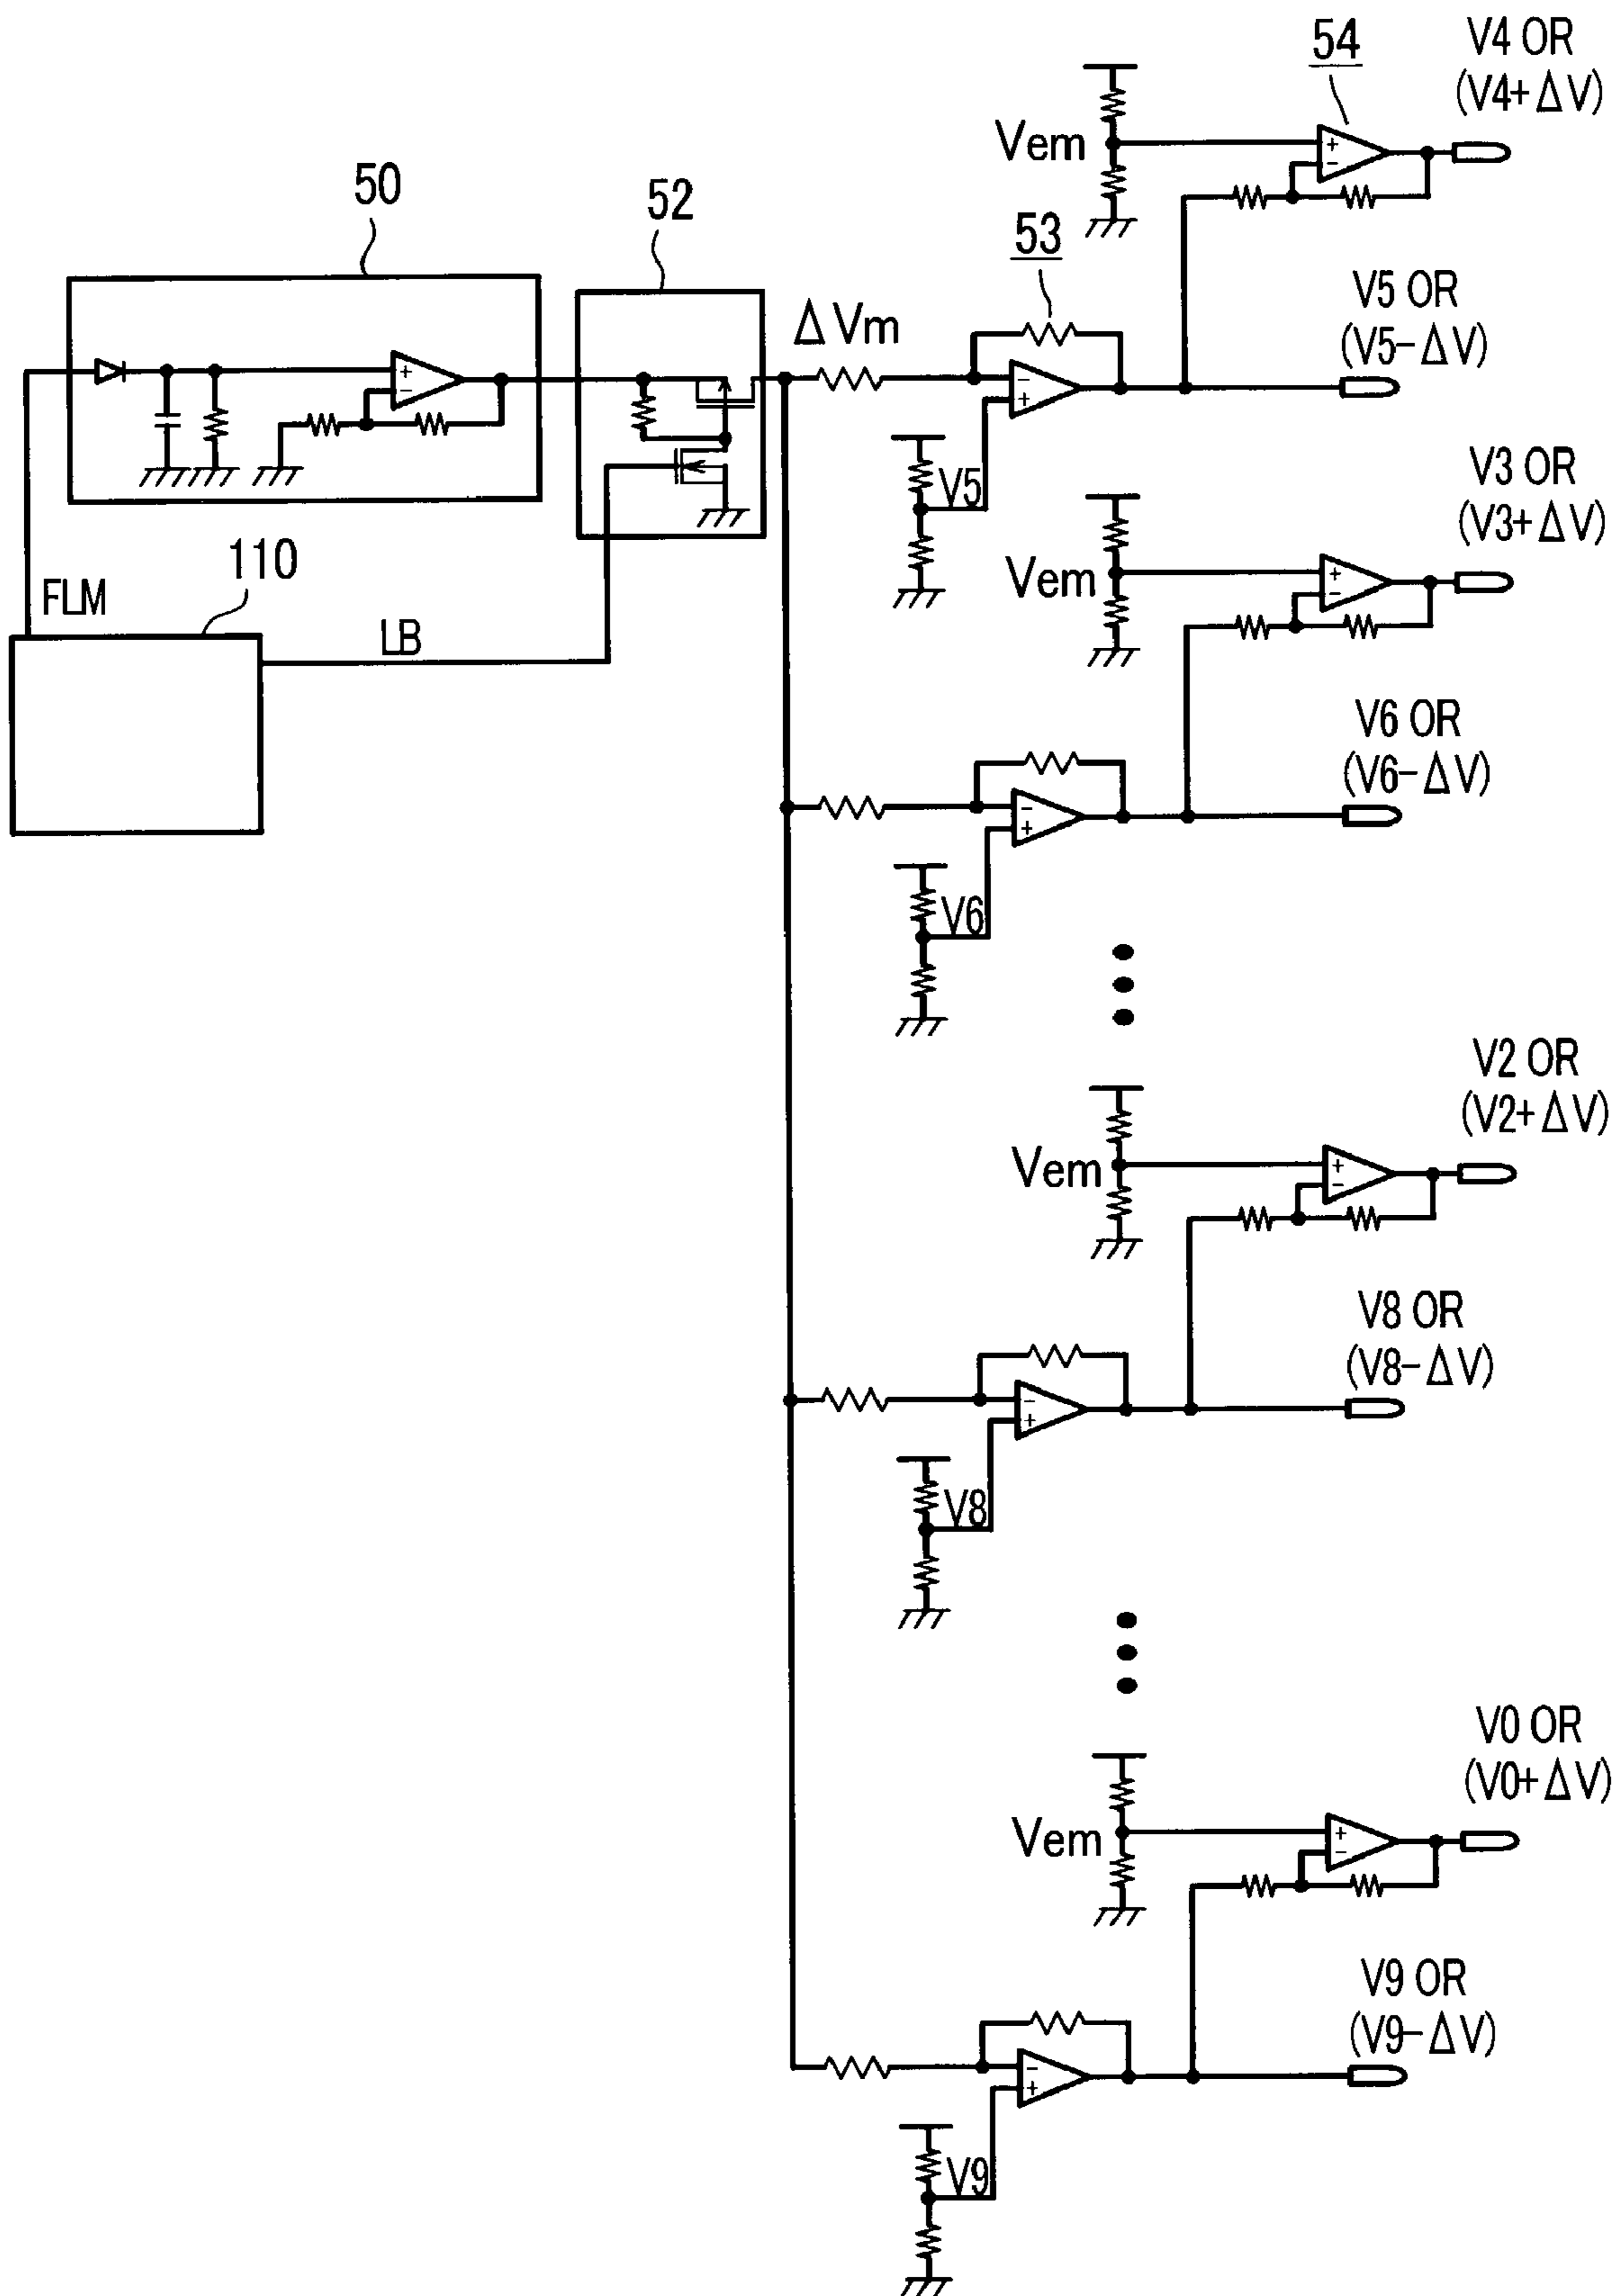 54
V4 OR
(V4+ΔV)
Vem
+
−
50
52
53
ΔVm
V5 OR
(V5-ΔV)
+
−
−
+
V5
V3 OR
(V3+ΔV)
Vem
+
−
110
FLM
LB
V6 OR
(V6-ΔV)
−
+
V6
V2 OR
(V2+ΔV)
Vem
+
−
V8 OR
(V8-ΔV)
−
+
V8
V0 OR
(V0+ΔV)
Vem
+
−
V9 OR
(V9-ΔV)
−
+
V9